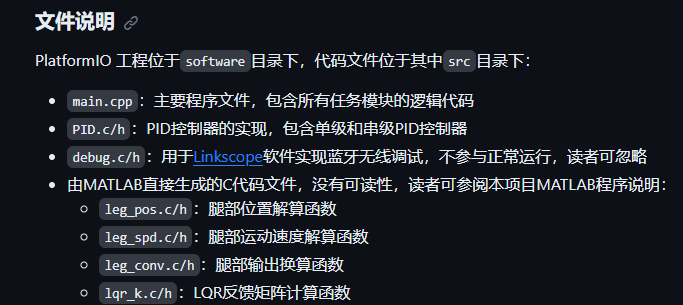 文件说明
PlatformIO 工程位于software目录下，代码文件位于其中src目录下：
main.cpp：主要程序文件，包含所有任务模块的逻辑代码
PID.c/h：PID控制器的实现，包含单级和串级PID控制器
debug.c/h：用于Linkscope软件实现蓝牙无线调试，不参与正常运行，读者可忽略
由MATLAB直接生成的C代码文件，没有可读性，读者可参阅本项目MATLAB程序说明：
leg_pos.c/h：腿部位置解算函数
leg_spd.c/h：腿部运动速度解算函数
leg_conv.c/h：腿部输出换算函数
lqr_k.c/h：LQR反馈矩阵计算函数